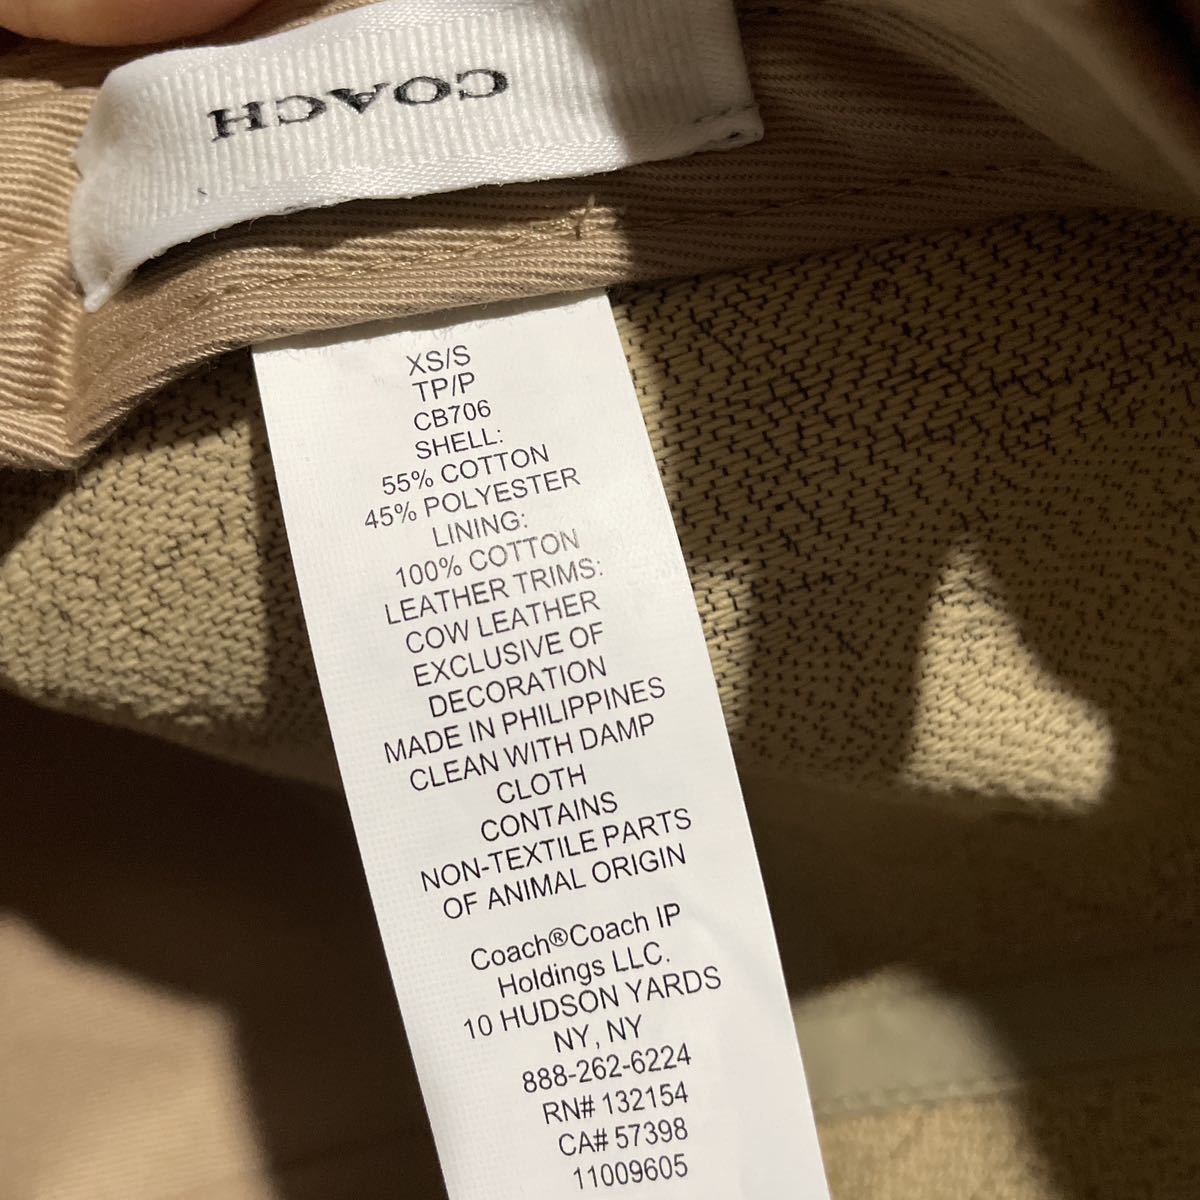 COACH
XS/S
TP/P
CB706
SHELL:
55% COTTON
45% POLYESTER
LINING:
100% COTTON
LEATHER TRIMS:
COW LEATHER
EXCLUSIVE OF
DECORATION
MADE IN PHILIPPINES
CLEAN WITH DAMP
CLOTH
CONTAINS
NON-TEXTILE PARTS
OF ANIMAL ORIGIN
Coach®Coach IP
Holdings LLC.
10 HUDSON YARDS
NY, NY
888-262-6224
RN# 132154
CA# 57398
11009605